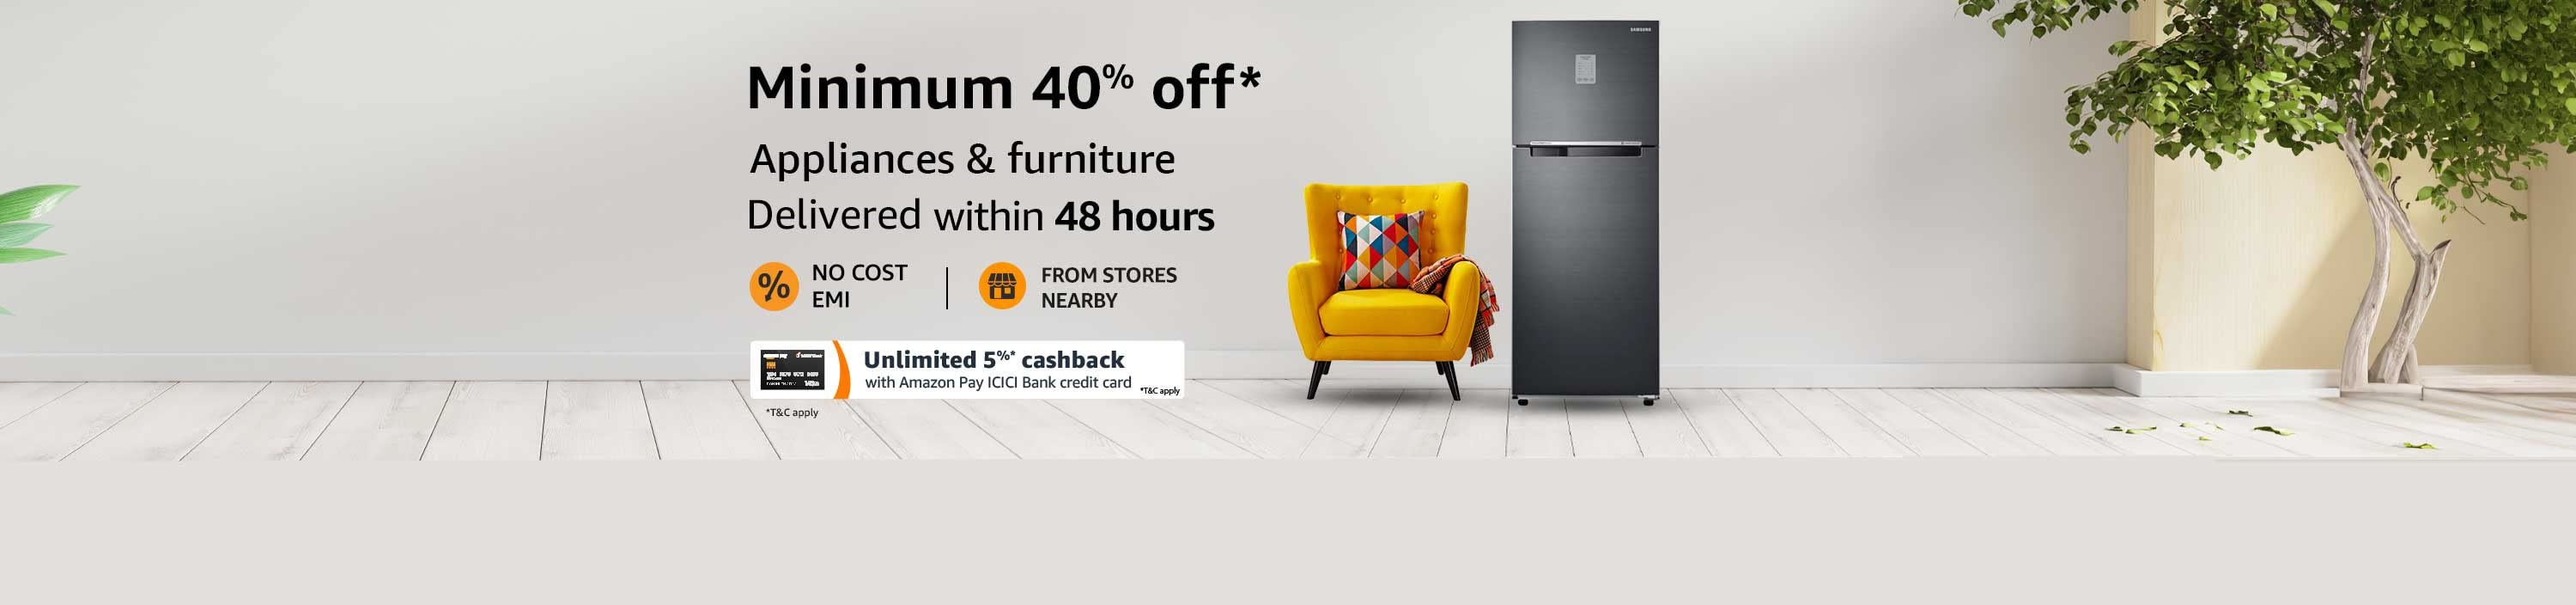 Minimum 40% off*
Appliances & furniture
Delivered within 48 hours
NO COST
EMI
FROM STORES
NEARBY
Unlimited 5%* cashback
with Amazon Pay ICICI Bank credit card
*T&C apply
*T&C apply
SAMSUNG